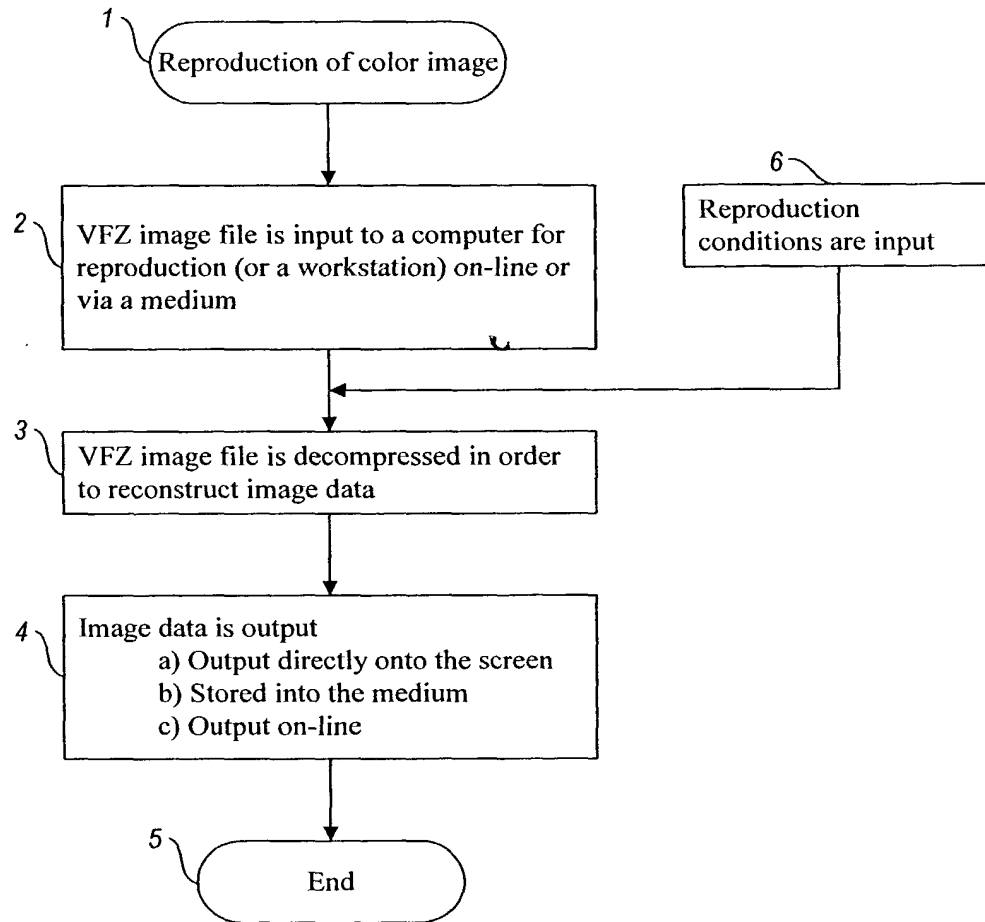 1
Reproduction of color image
6
Reproduction
conditions are input
2
VFZ image file is input to a computer for
reproduction (or a workstation) on-line or
via a medium
3
VFZ image file is decompressed in order
to reconstruct image data
4
Image data is output
a) Output directly onto the screen
b) Stored into the medium
c) Output on-line
5
End